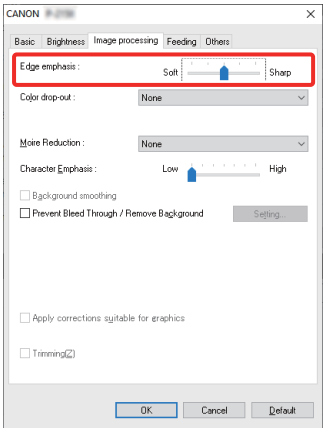 CANON
Basic Brightness Image processing Feeding Others
Edge emphasis : Soft Sharp
Color drop-out : None
Moire Reduction : None
Character Emphasis : Low High
Background smoothing
Prevent Bleed Through / Remove Background Setting...
Apply corrections suitable for graphics
Trimming(Z)
OK Cancel Default